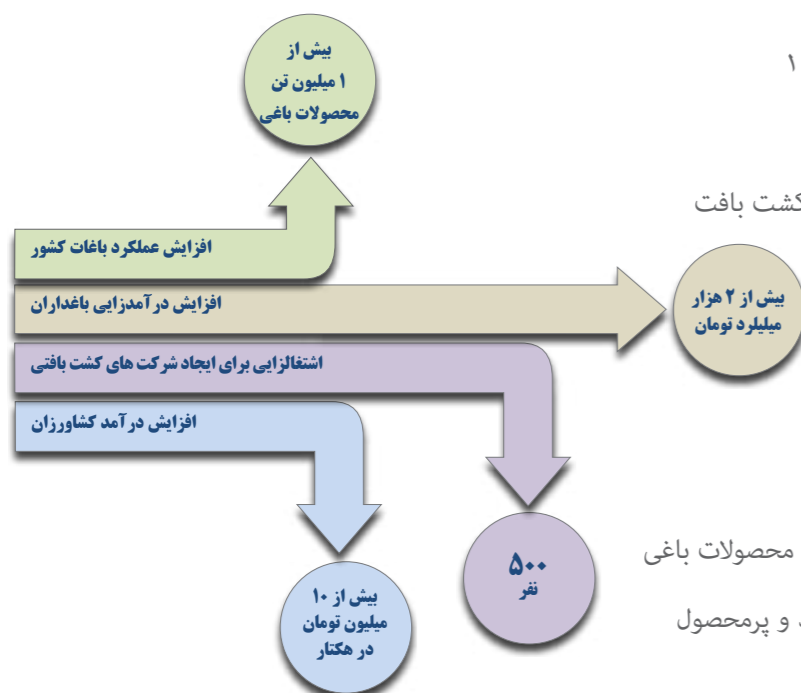 بیش از
۱ میلیون تن
محصولات باغی
۱
کشت بافت
افزایش عملکرد باغات کشور
افزایش درآمدزایی باغداران
بیش از ۲ هزار
میلیلرد تومان
اشتغالزایی برای ایجاد شرکت های کشت بافتی
افزایش درآمد کشاورزان
۵۰۰
نفر
محصولات باغی
بیش از ۱۰
میلیون تومان
در هکتار
و پرمحصول